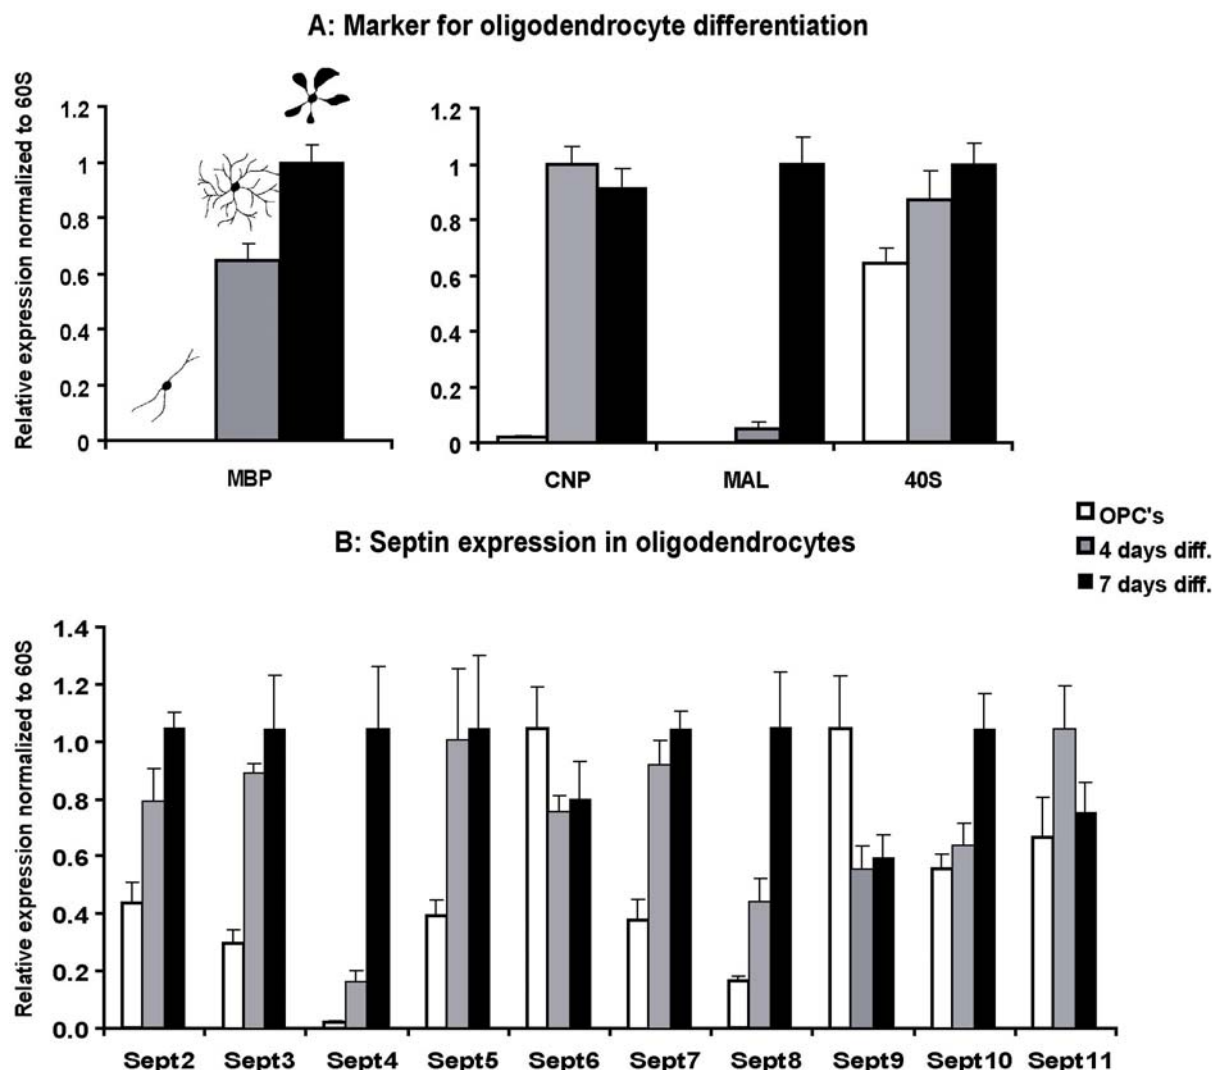 A: Marker for oligodendrocyte differentiation
Relative expression normalized to 60S
1.2
1
0.8
0.6
0.4
0.2
0
MBP
1.2
1
0.8
0.6
0.4
0.2
0
CNP MAL 40S
OPC's
4 days diff.
7 days diff.
B: Septin expression in oligodendrocytes
Relative expression normalized to 60S
1.4
1.2
1.0
0.8
0.6
0.4
0.2
0.0
Sept2 Sept3 Sept4 Sept5 Sept6 Sept7 Sept8 Sept9 Sept10 Sept11